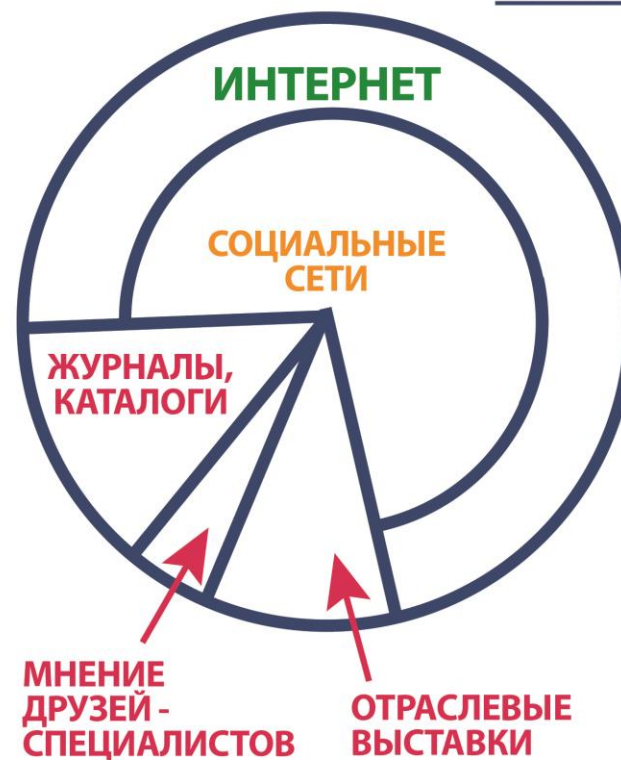 ИНТЕРНЕТ
СОЦИАЛЬНЫЕ
СЕТИ
ЖУРНАЛЫ,
КАТАЛОГИ
МНЕНИЕ
ДРУЗЕЙ -
СПЕЦИАЛИСТОВ
ОТРАСЛЕВЫЕ
ВЫСТАВКИ